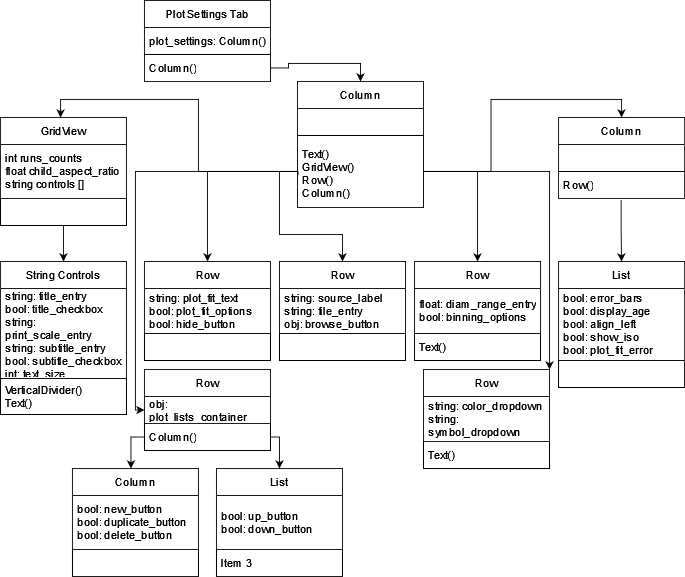 PlotSettings Tab
plot_settings: Column()
Column()
Column
Text()
GridView()
Row()
Column()
GridView
int runs_counts
float child_aspect_ratio
string controls []
Column
Row()
String Controls
string: title_entry
bool: title_checkbox
string:
print_scale_entry
string: subtitle_entry
bool: subtitle_checkbox
int: text_size
VerticalDivider()
Text()
Row
string: plot_fit_text
bool: plot_fit_options
bool: hide_button
Row
string: source_label
string: file_entry
obj: browse_button
Row
float: diam_range_entry
bool: binning_options
Text()
List
bool: error_bars
bool: display_age
bool: align_left
bool: show_iso
bool: plot_fit_error
Row
obj:
plot_lists_container
Column()
Row
string: color_dropdown
string:
symbol_dropdown
Text()
Column
bool: new_button
bool: duplicate_button
bool: delete_button
List
bool: up_button
bool: down_button
Item 3